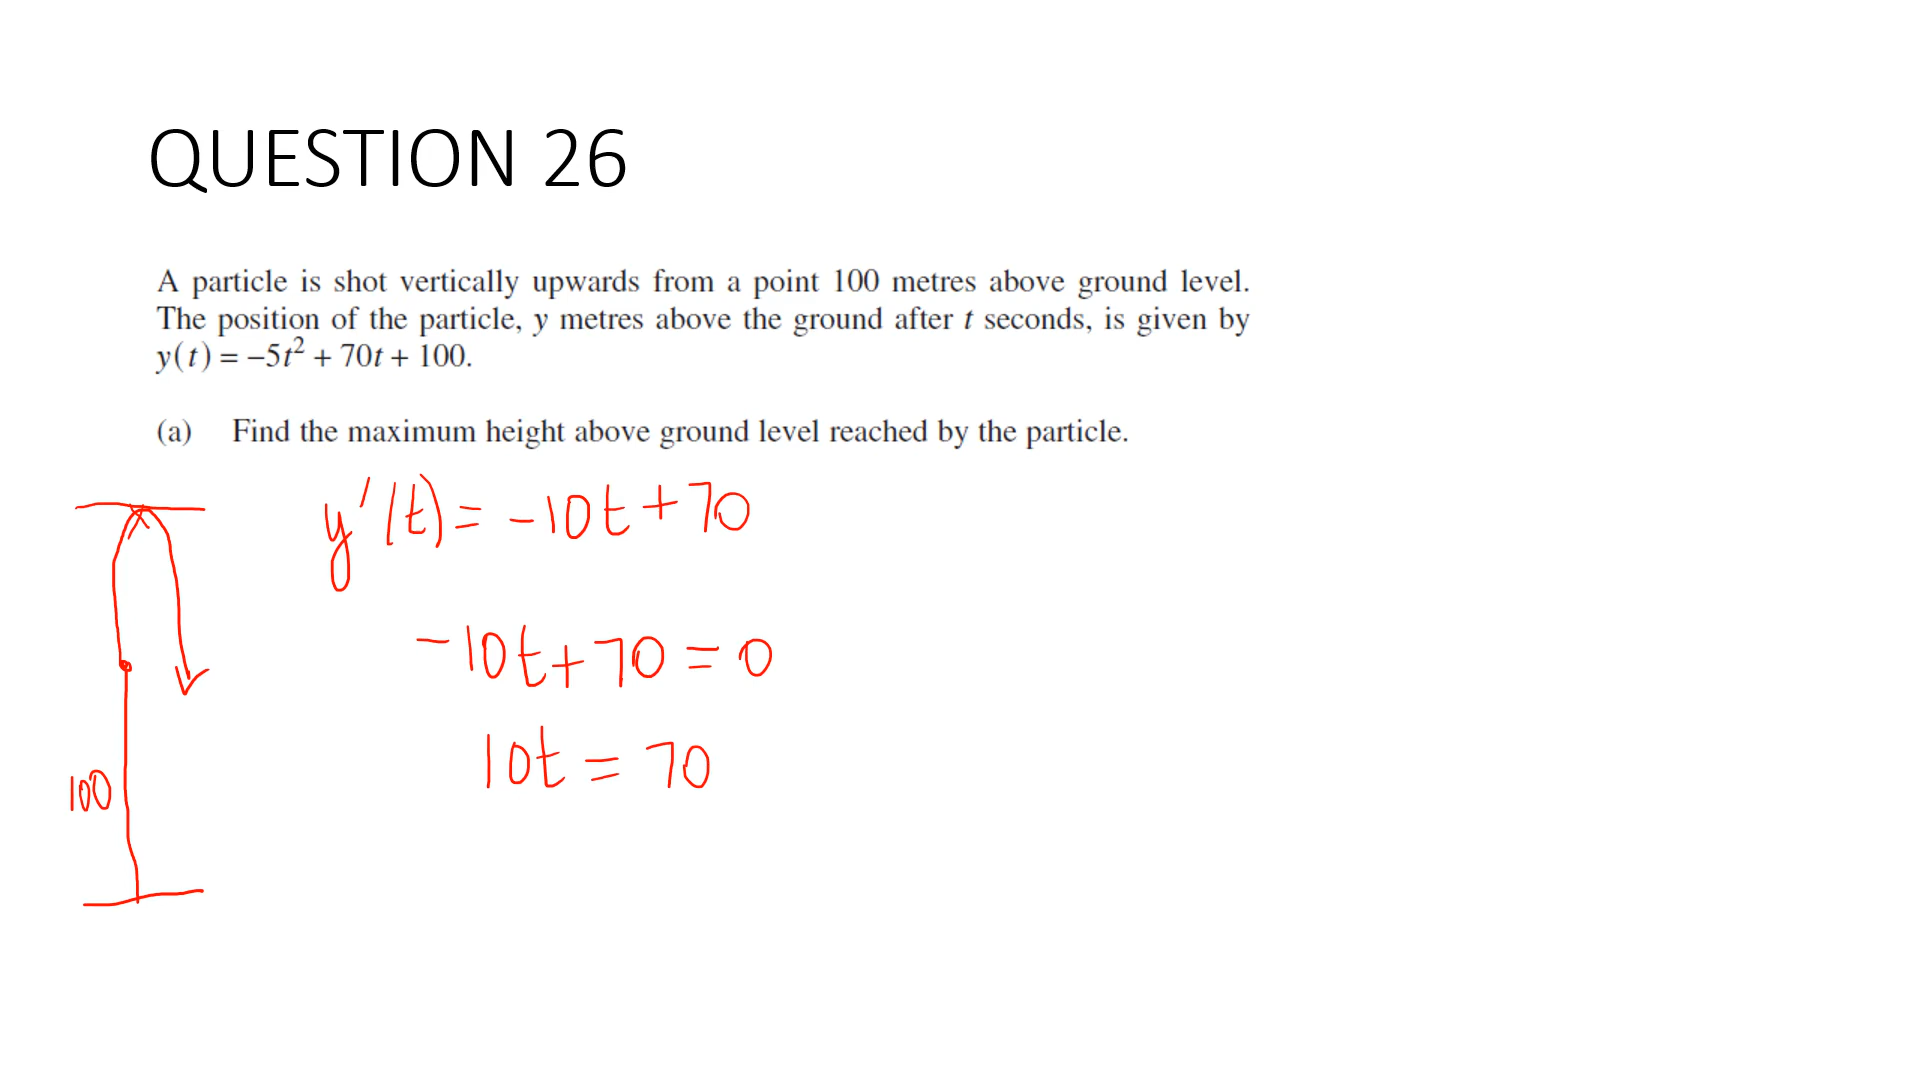 QUESTION 26
A particle is shot vertically upwards from a point 100 metres above ground level.
The position of the particle, y metres above the ground after t seconds, is given by
y(t) = –5t² + 70t + 100.
(a) Find the maximum height above ground level reached by the particle.
y'(t) = -10t + 70
-10t + 70 = 0
10t = 70
100